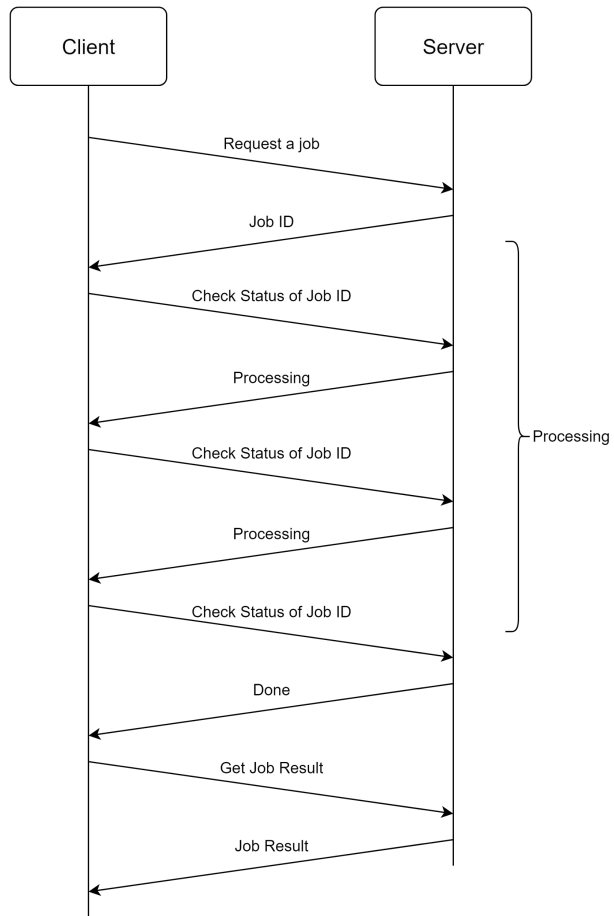 Client
Server
Request a job
Job ID
Check Status of Job ID
Processing
Check Status of Job ID
Processing
Processing
Check Status of Job ID
Done
Get Job Result
Job Result